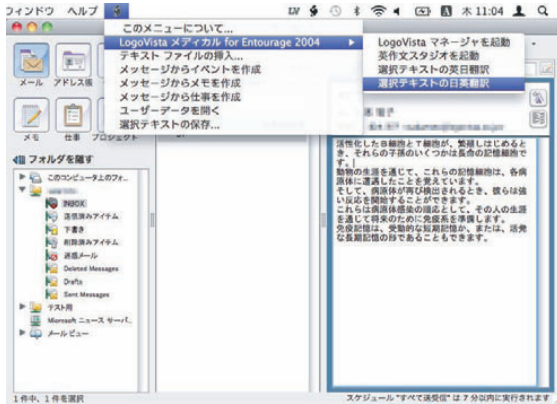 ィンドウ ヘルプ
木 11:04
このメニューについて...
LogoVista メディカル for Entourage 2004
テキスト ファイルの挿入...
メッセージからイベントを作成
メッセージからメモを作成
メッセージから仕事を作成
ユーザーデータを開く
選択テキストの保存...
LogoVista マネージャを起動
英作文スタジオを起動
選択テキストの英日翻訳
選択テキストの日英翻訳
メール アドレス帳
メモ 仕事 プロジェクト
フォルダを隠す
このコンピュータ上のフォ...
INBOX
送信済みアイテム
下書き
削除済みアイテム
迷惑メール
Deleted Messages
Drafts
Sent Messages
テスト用
Microsoft ニュース サーバ...
メールビュー
活性化したB細胞とT細胞が、繁殖しはじめると
き、それらの子孫のいくつかは長命の記憶細胞で
す。
動物の生涯を通じて、これらの記憶細胞は、各病
原体に遭遇したことを覚えています。
そして、病原体が再び検出されるとき、彼らは強
い反応を開始することができます。
これらは病原体感染の順応として、その人の生涯
を通じて将来のために免疫系を準備します。
免疫記憶は、受動的な短期記憶か、または、活発
な長期記憶の形であることもできます。
1 件中、1 件を選択
スケジュール "すべて送受信" は 7 分以内に実行されます